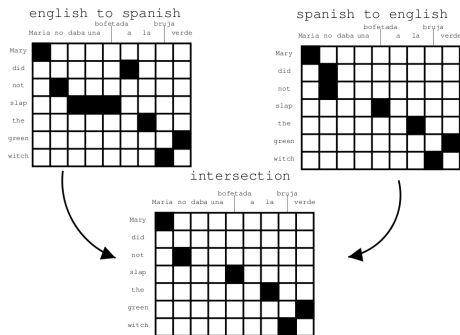 english to spanish
bofetada bruja
Maria no daba una a la verde
Mary
did
not
slap
the
green
witch
spanish to english
bofetada bruja
Maria no daba una a la verde
Mary
did
not
slap
the
green
witch
intersection
bofetada bruja
Maria no daba una a la verde
Mary
did
not
slap
the
green
witch